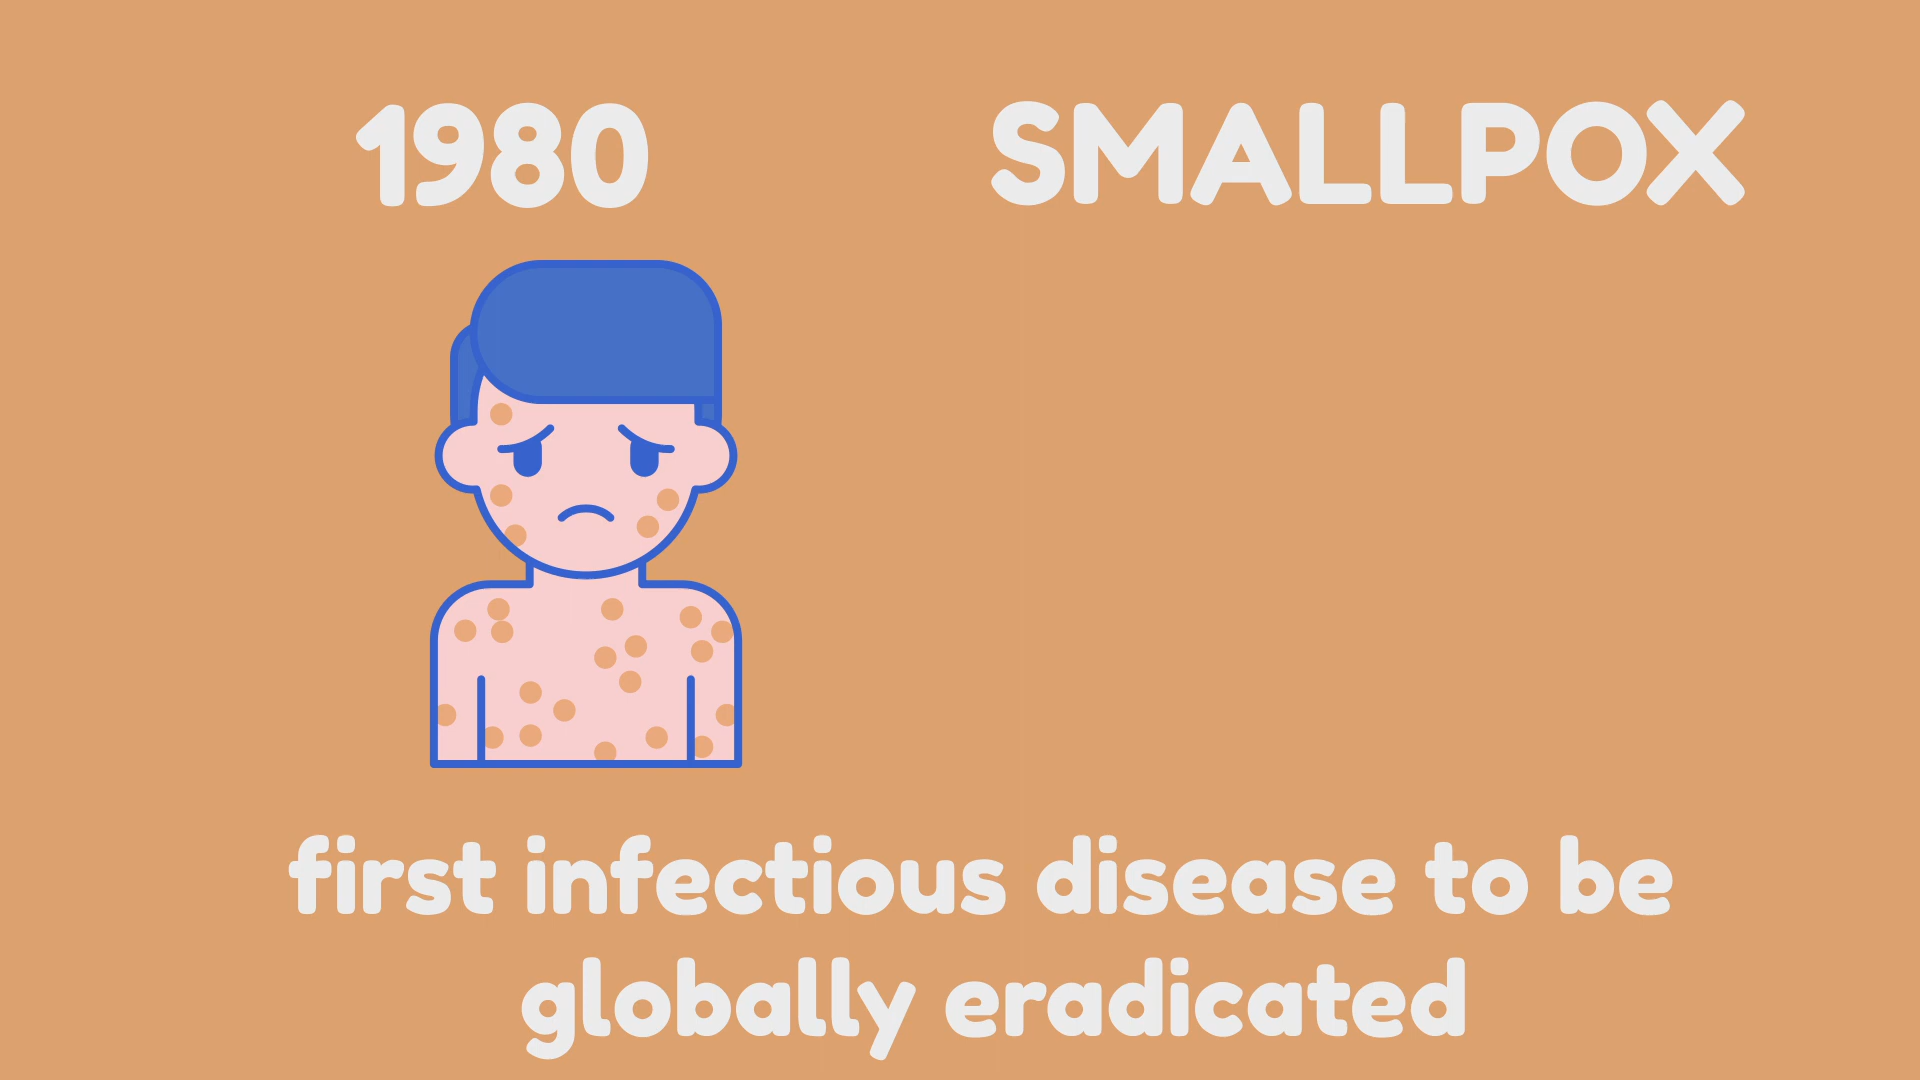 1980 SMALLPOX
first infectious disease to be
globally eradicated